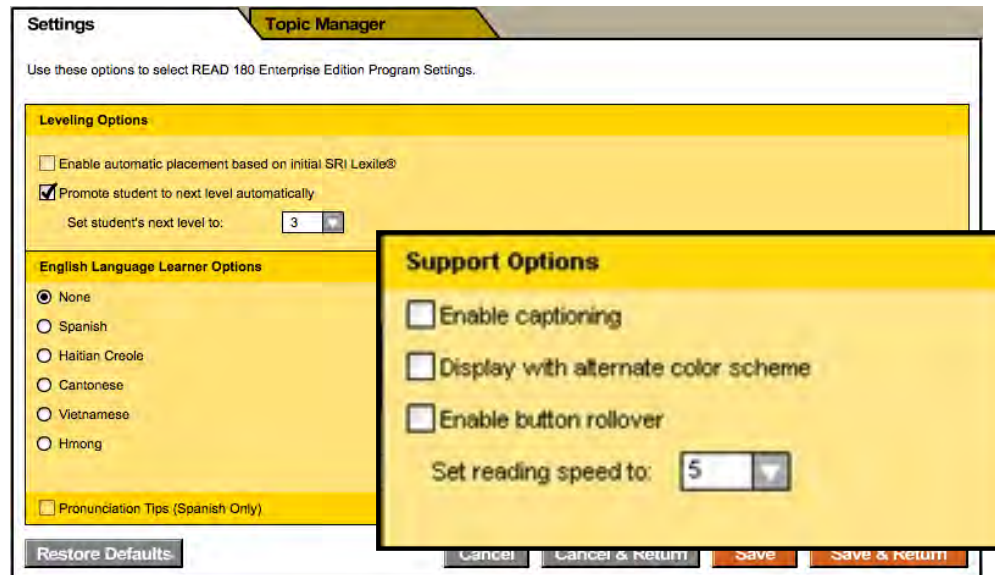 Settings
Topic Manager
Use these options to select READ 180 Enterprise Edition Program Settings.
Leveling Options
Enable automatic placement based on initial SRI Lexile®
Promote student to next level automatically
Set student's next level to: 3
English Language Learner Options
None
Spanish
Haitian Creole
Cantonese
Vietnamese
Hmong
Pronunciation Tips (Spanish Only)
Support Options
Enable captioning
Display with alternate color scheme
Enable button rollover
Set reading speed to: 5
Restore Defaults
Cancel
Cancel & Return
Save
Save & Return